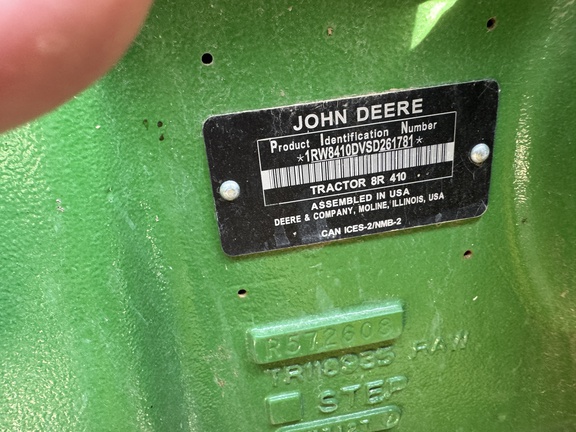 JOHN DEERE
Product Identification Number
*1RW8410DVSD261781*
TRACTOR 8R 410
ASSEMBLED IN USA
DEERE & COMPANY, MOLINE, ILLINOIS, USA
CAN ICES-2/NMB-2
R572608
RAW
STEP